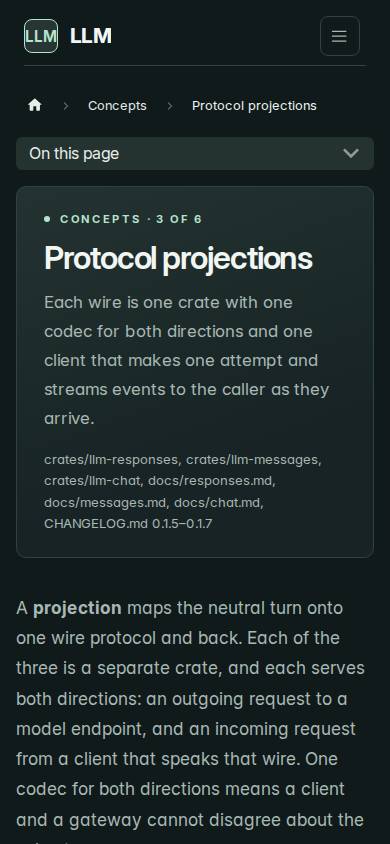 LLM LLM
Concepts Protocol projections
On this page
CONCEPTS · 3 OF 6
Protocol projections
Each wire is one crate with one
codec for both directions and one
client that makes one attempt and
streams events to the caller as they
arrive.
crates/llm-responses, crates/llm-messages,
crates/llm-chat, docs/responses.md,
docs/messages.md, docs/chat.md,
CHANGELOG.md 0.1.5–0.1.7
A projection maps the neutral turn onto
one wire protocol and back. Each of the
three is a separate crate, and each serves
both directions: an outgoing request to a
model endpoint, and an incoming request
from a client that speaks that wire. One
codec for both directions means a client
and a gateway cannot disagree about the